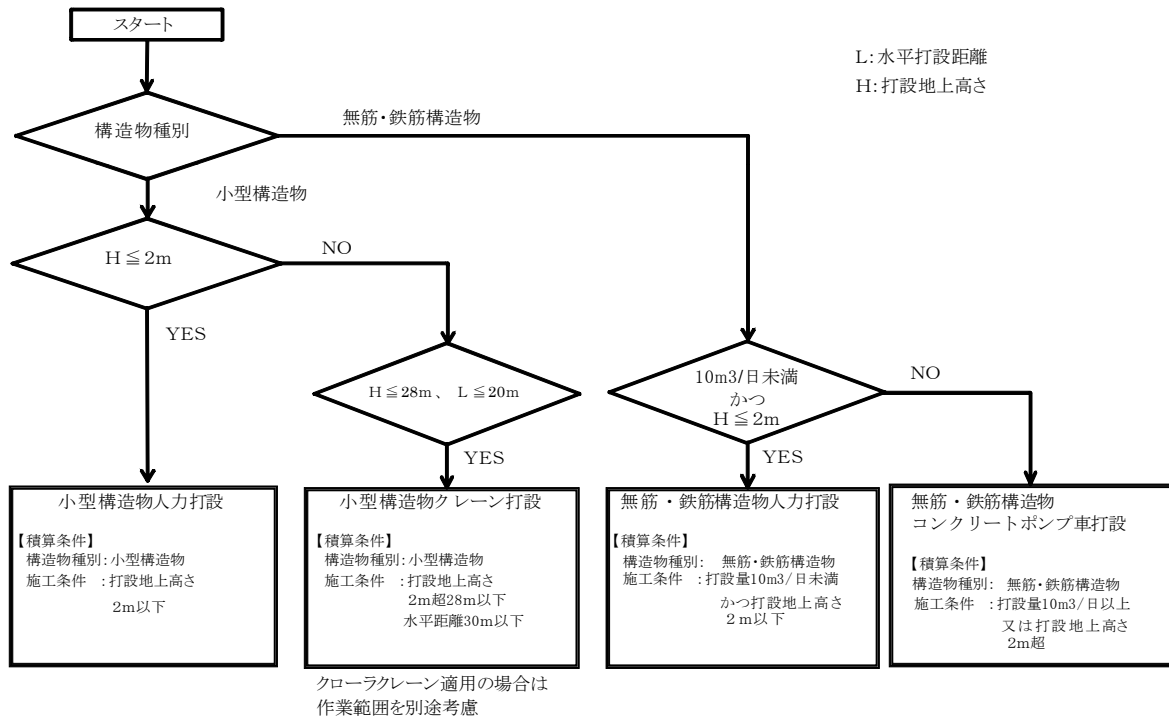 スタート
L:水平打設距離
H:打設地上高さ
構造物種別
無筋・鉄筋構造物
小型構造物
H≦2m
NO
YES
H≦28m、 L≦20m
YES
10m3/日未満
かつ
H≦2m
NO
YES
小型構造物人力打設
【積算条件】
構造物種別:小型構造物
施工条件 :打設地上高さ
2m以下
小型構造物クレーン打設
【積算条件】
構造物種別:小型構造物
施工条件 :打設地上高さ
2m超28m以下
水平距離30m以下
クローラクレーン適用の場合は
作業範囲を別途考慮
無筋・鉄筋構造物人力打設
【積算条件】
構造物種別: 無筋・鉄筋構造物
施工条件 :打設量10m3/日未満
かつ打設地上高さ
2m以下
無筋・鉄筋構造物
コンクリートポンプ車打設
【積算条件】
構造物種別: 無筋・鉄筋構造物
施工条件 :打設量10m3/日以上
又は打設地上高さ
2m超